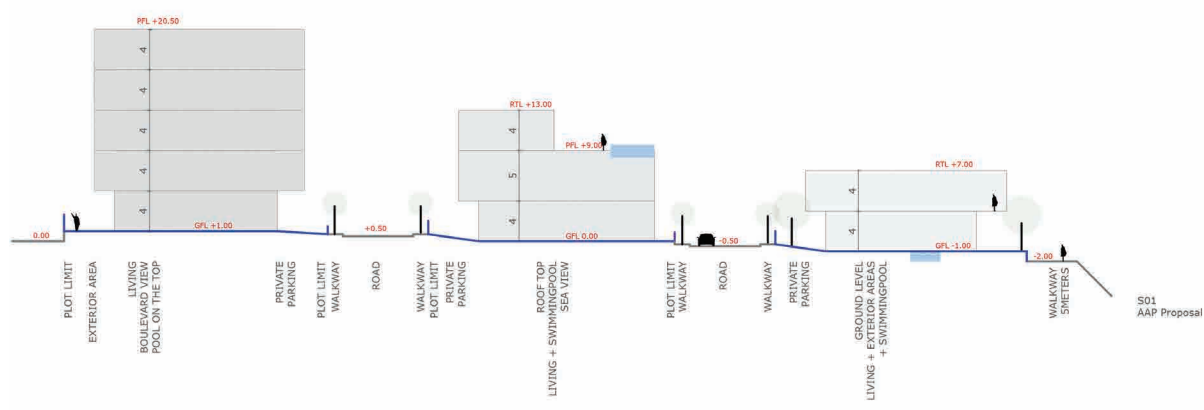 PFL +20.50
4
4
4
4
4
0.00
GFL +1.00
+0.50
RTL +13.00
4
PFL +9.00
5
4
GFL 0.00
-0.50
RTL +7.00
4
4
GFL -1.00
-2.00
PLOT LIMIT
EXTERIOR AREA
LIVING
BOULEVARD VIEW
POOL ON THE TOP
PRIVATE
PARKING
PLOT LIMIT
WALKWAY
ROAD
WALKWAY
PLOT LIMIT
PRIVATE
PARKING
ROOF TOP
LIVING + SWIMMINGPOOL
SEA VIEW
PLOT LIMIT
WALKWAY
ROAD
WALKWAY
PRIVATE
PARKING
GROUND LEVEL
LIVING + EXTERIOR AREAS
+ SWIMMINGPOOL
WALKWAY
5METERS
S01
AAP Proposal